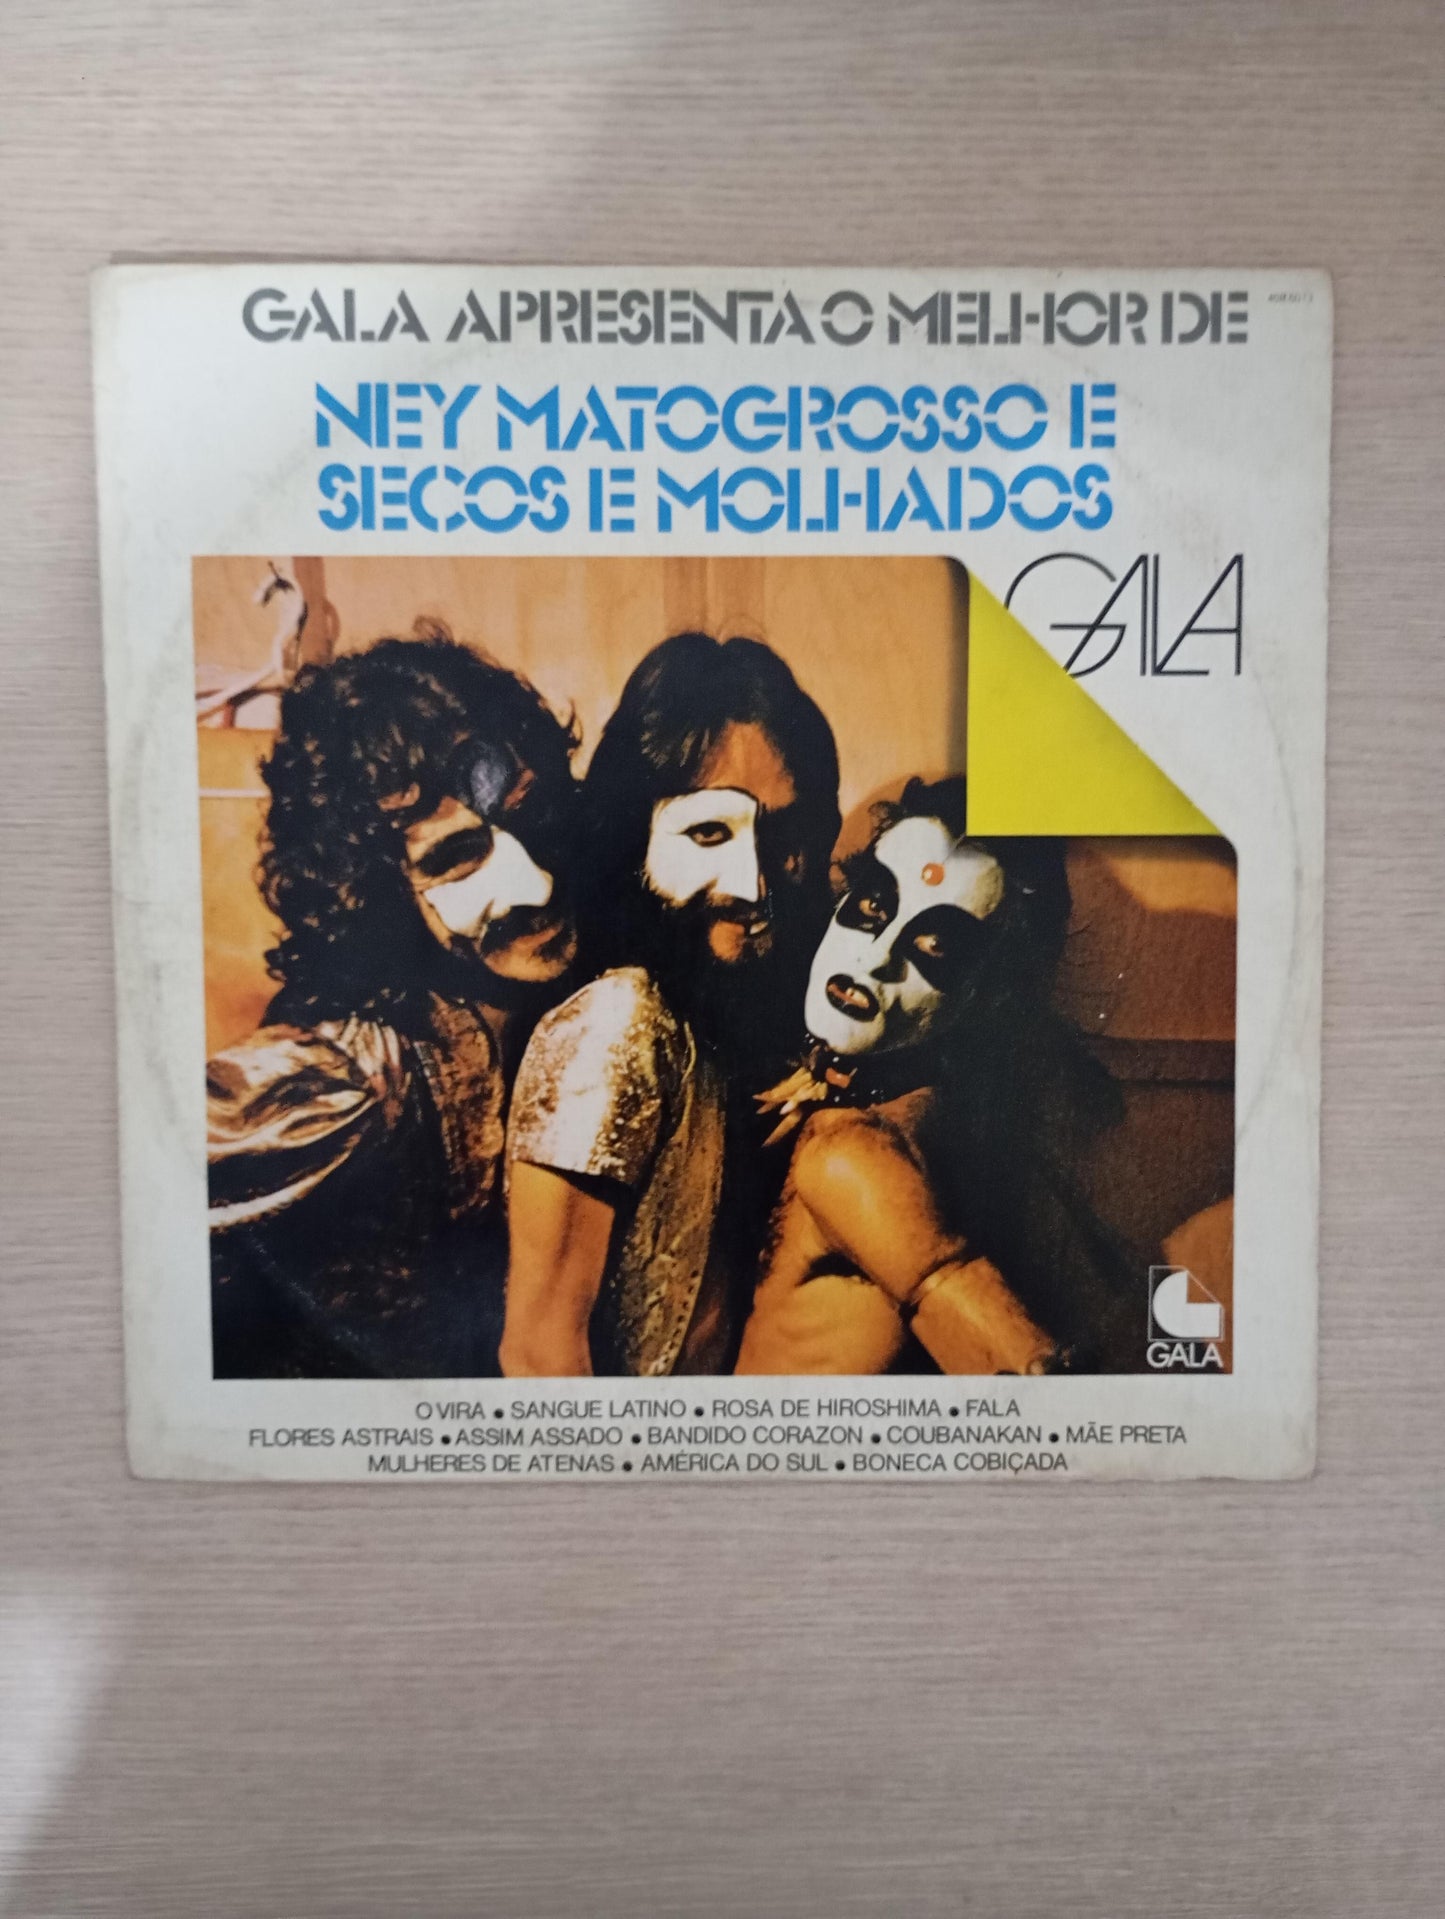 GALA APRESENTA O MELHOR DE
NEY MATOGROSSO E
SECOS E MOLHADOS
GALA
GALA
O VIRA • SANGUE LATINO • ROSA DE HIROSHIMA • FALA
FLORES ASTRAIS • ASSIM ASSADO • BANDIDO CORAZON • COUBANAKAN • MÃE PRETA
MULHERES DE ATENAS • AMÉRICA DO SUL • BONECA COBIÇADA